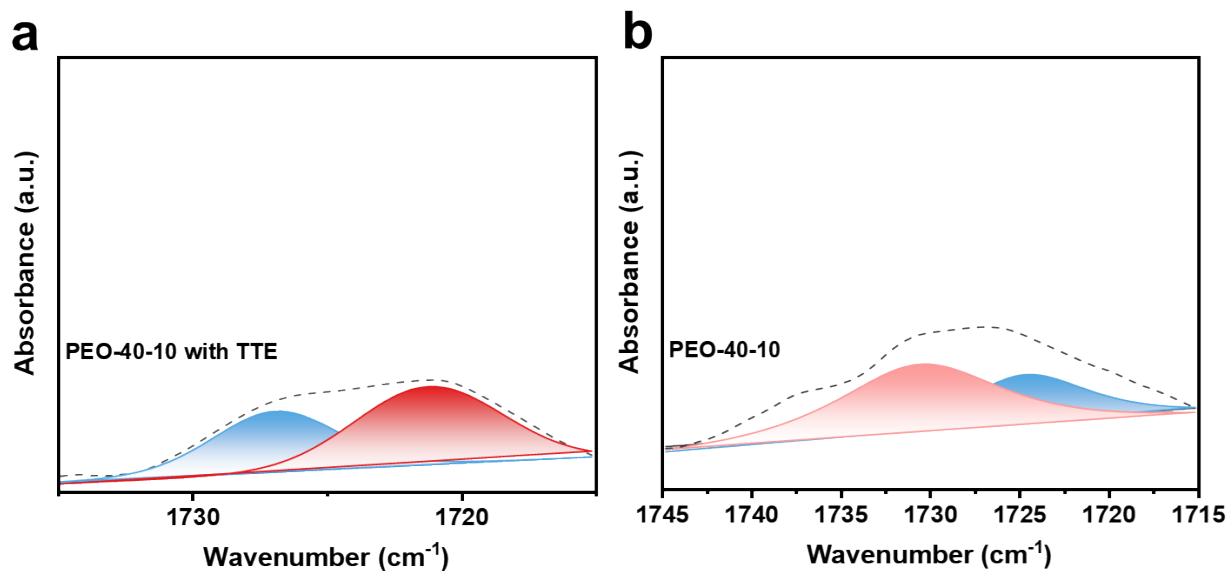 a
Absorbance (a.u.)
PEO-40-10 with TTE
1730 1720
Wavenumber (cm⁻¹)
b
Absorbance (a.u.)
PEO-40-10
1745 1740 1735 1730 1725 1720 1715
Wavenumber (cm⁻¹)